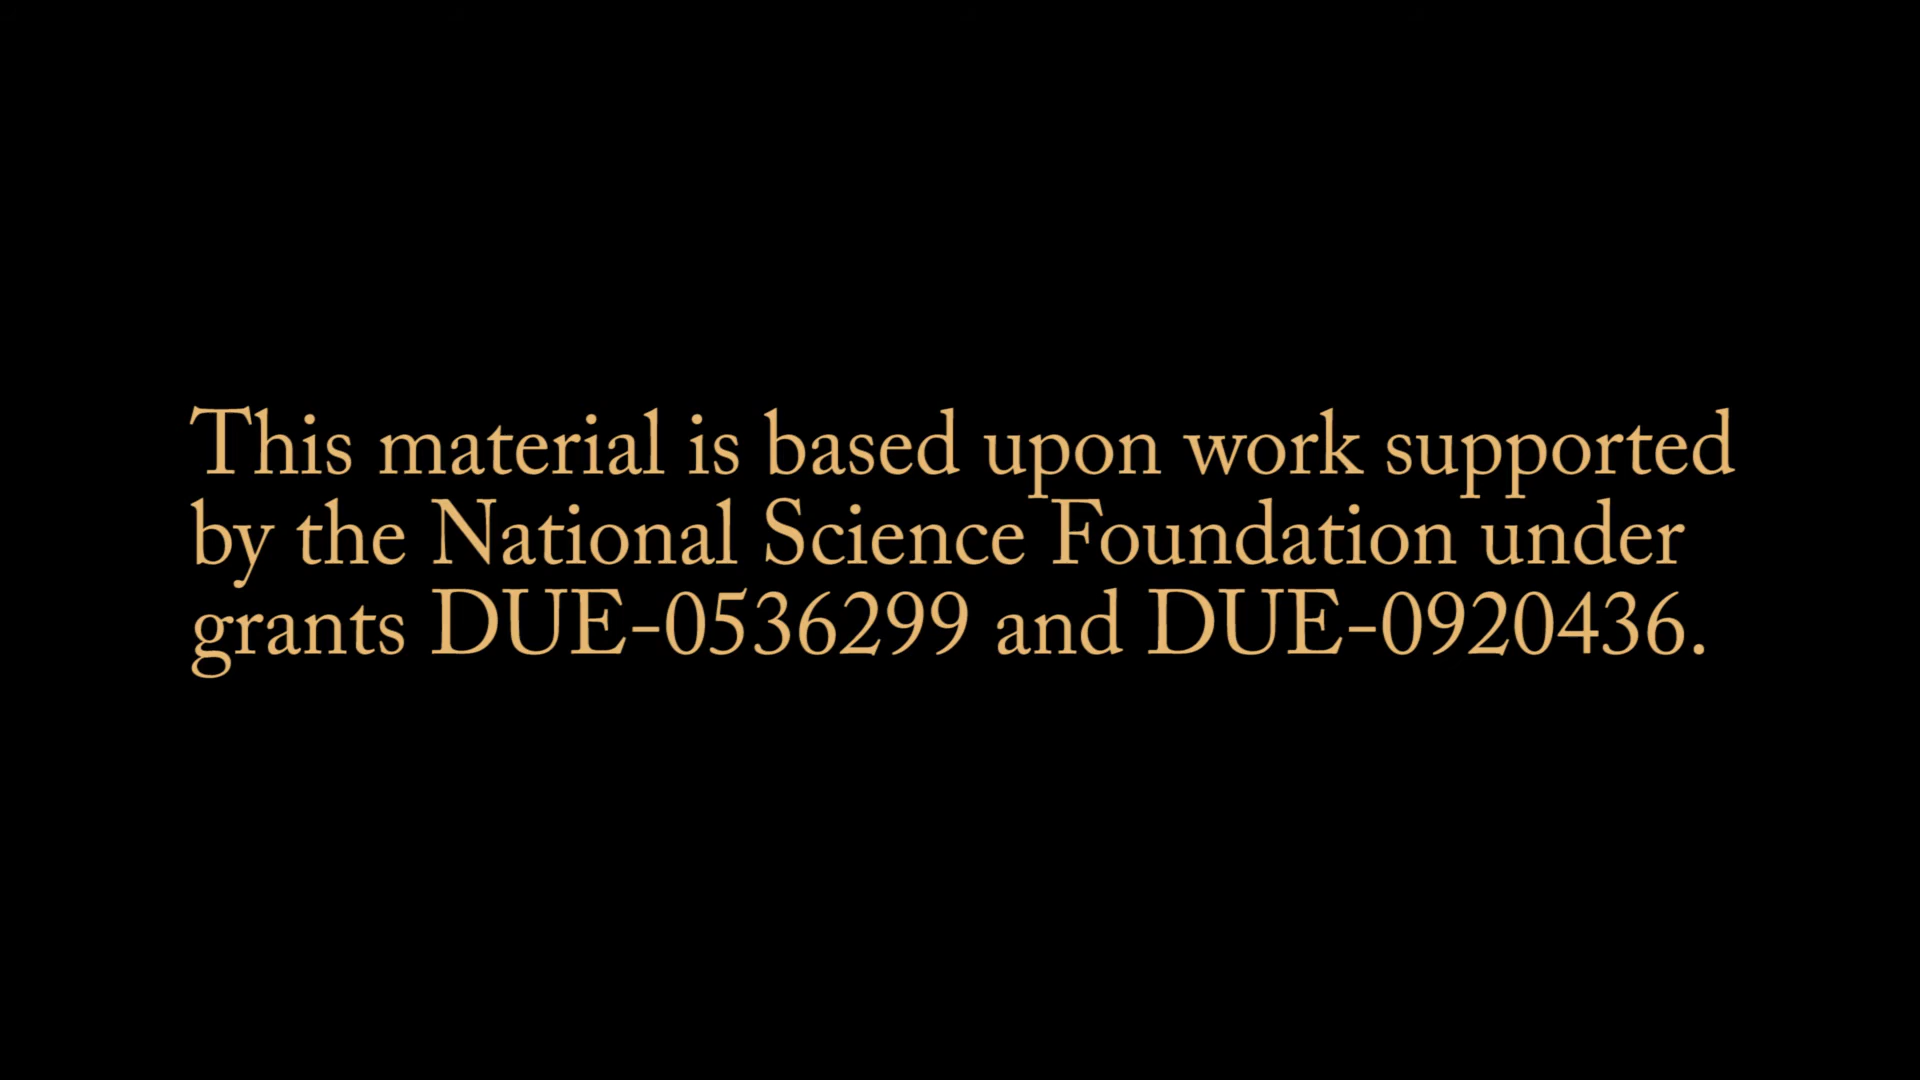 This material is based upon work supported
by the National Science Foundation under
grants DUE-0536299 and DUE-0920436.